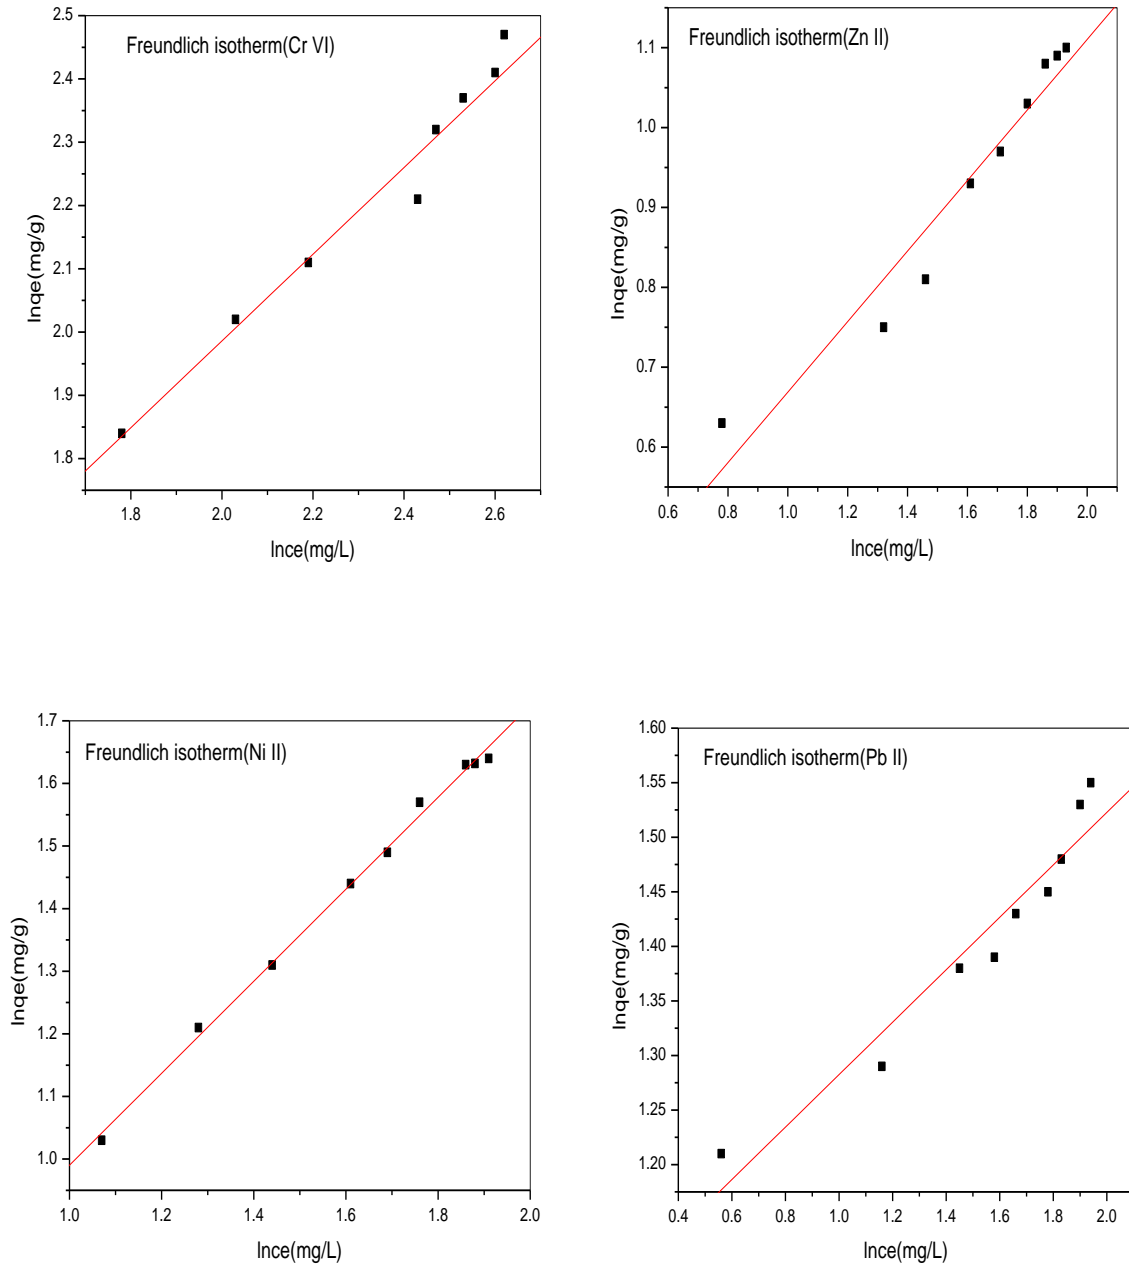 Freundlich isotherm(Cr VI)
2.5
2.4
2.3
2.2
2.1
2.0
1.9
1.8
lnqe(mg/g)
1.8 2.0 2.2 2.4 2.6
lnce(mg/L)
Freundlich isotherm(Zn II)
1.1
1.0
0.9
0.8
0.7
0.6
lnqe(mg/g)
0.6 0.8 1.0 1.2 1.4 1.6 1.8 2.0
lnce(mg/L)
Freundlich isotherm(Ni II)
1.7
1.6
1.5
1.4
1.3
1.2
1.1
1.0
lnqe(mg/g)
1.0 1.2 1.4 1.6 1.8 2.0
lnce(mg/L)
Freundlich isotherm(Pb II)
1.60
1.55
1.50
1.45
1.40
1.35
1.30
1.25
1.20
lnqe(mg/g)
0.4 0.6 0.8 1.0 1.2 1.4 1.6 1.8 2.0
lnce(mg/L)